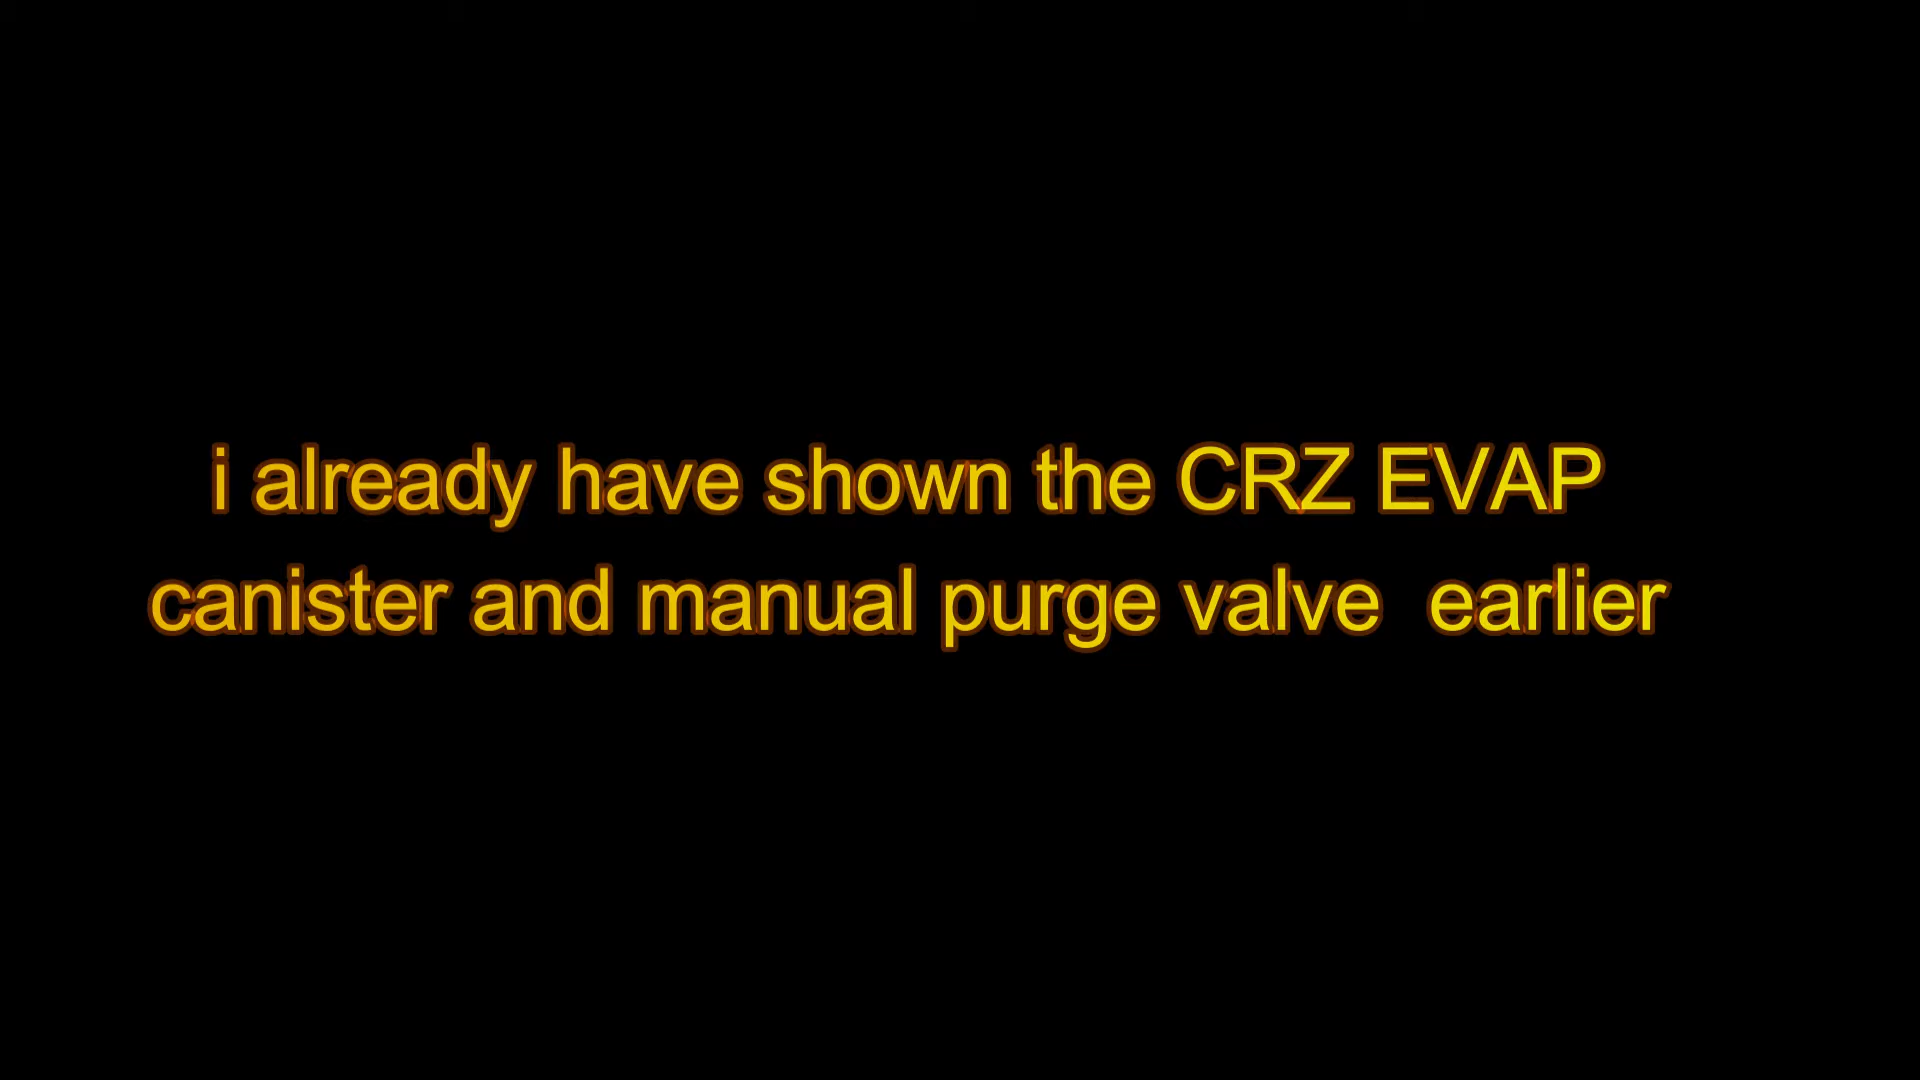 i already have shown the CRZ EVAP
canister and manual purge valve  earlier